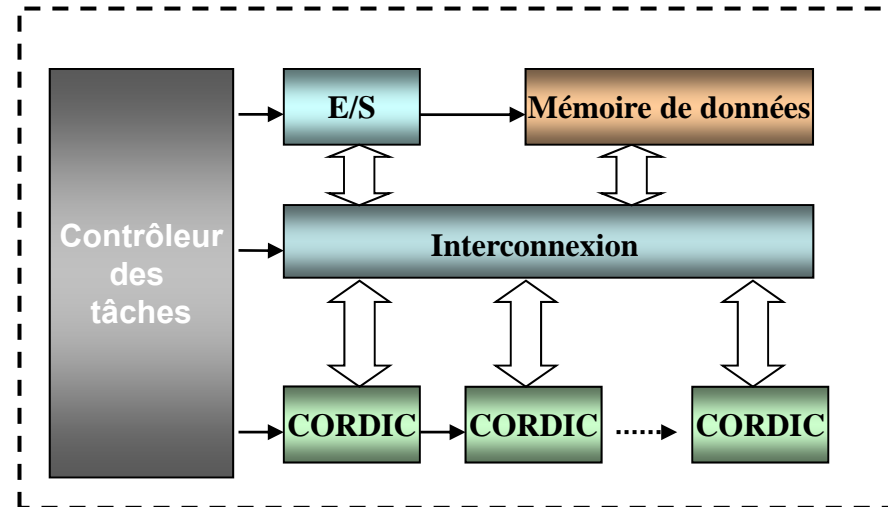 E/S
Mémoire de données
Contrôleur
des
tâches
Interconnexion
CORDIC
CORDIC
CORDIC